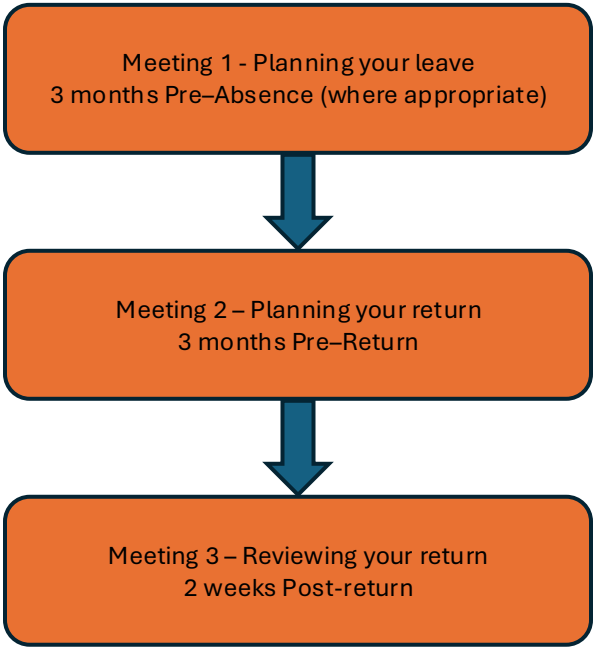 Meeting 1 - Planning your leave
3 months Pre–Absence (where appropriate)
Meeting 2 – Planning your return
3 months Pre–Return
Meeting 3 – Reviewing your return
2 weeks Post-return